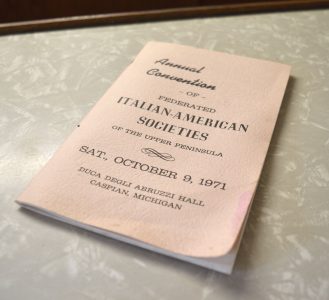 Annual
Convention
- OF -
FEDERATED
ITALIAN-AMERICAN
SOCIETIES
OF THE UPPER PENINSULA
SAT., OCTOBER 9, 1971
DUCA DEGLI ABRUZZI HALL
CASPIAN, MICHIGAN